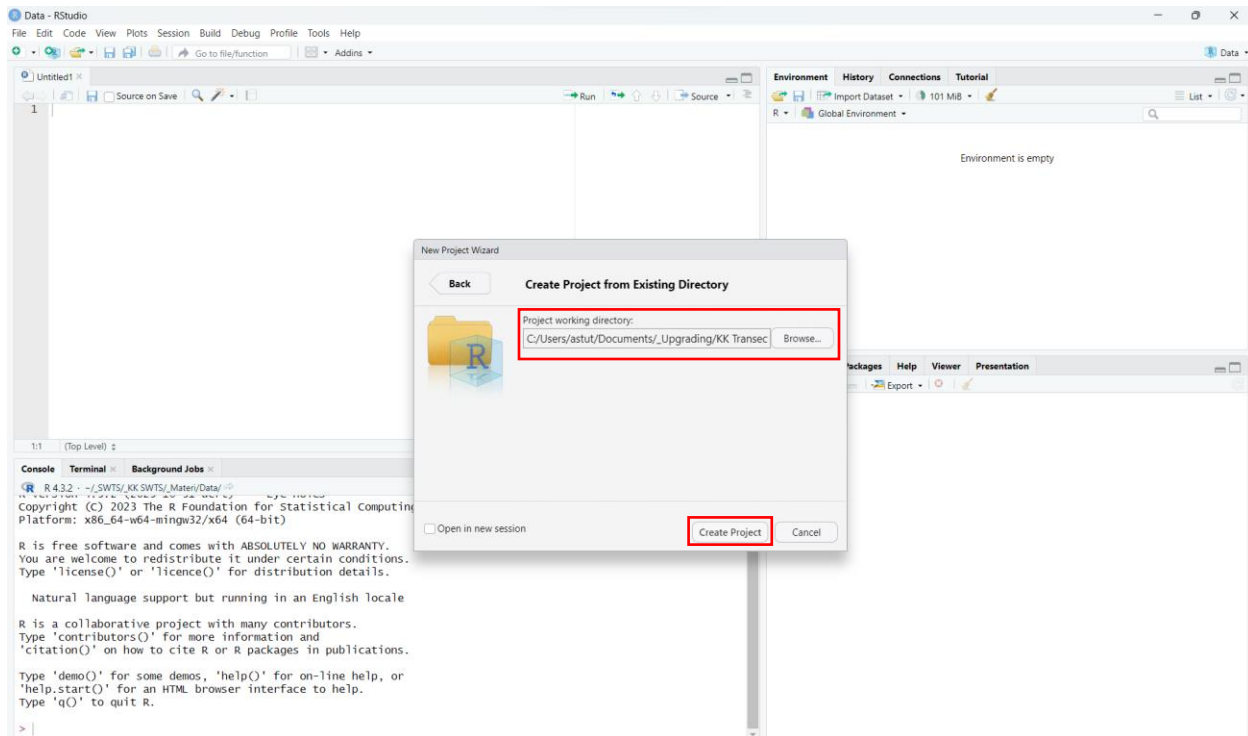 Data - RStudio
File Edit Code View Plots Session Build Debug Profile Tools Help
Go to file/function Addins Data
Untitled1
Source on Save Run Source
1
1:1 (Top Level)
Console Terminal Background Jobs
R 4.3.2 · ~/_SWTS/_KK SWTS/_Materi/Data/
Copyright (C) 2023 The R Foundation for Statistical Computing
Platform: x86_64-w64-mingw32/x64 (64-bit)
R is free software and comes with ABSOLUTELY NO WARRANTY.
You are welcome to redistribute it under certain conditions.
Type 'license()' or 'licence()' for distribution details.
Natural language support but running in an English locale
R is a collaborative project with many contributors.
Type 'contributors()' for more information and
'citation()' on how to cite R or R packages in publications.
Type 'demo()' for some demos, 'help()' for on-line help, or
'help.start()' for an HTML browser interface to help.
Type 'q()' to quit R.
>
Environment History Connections Tutorial
Import Dataset 101 MiB List
R Global Environment
Environment is empty
Packages Help Viewer Presentation
Export
New Project Wizard
Back Create Project from Existing Directory
Project working directory:
C:/Users/astut/Documents/_Upgrading/KK Transec Browse...
R
Open in new session Create Project Cancel